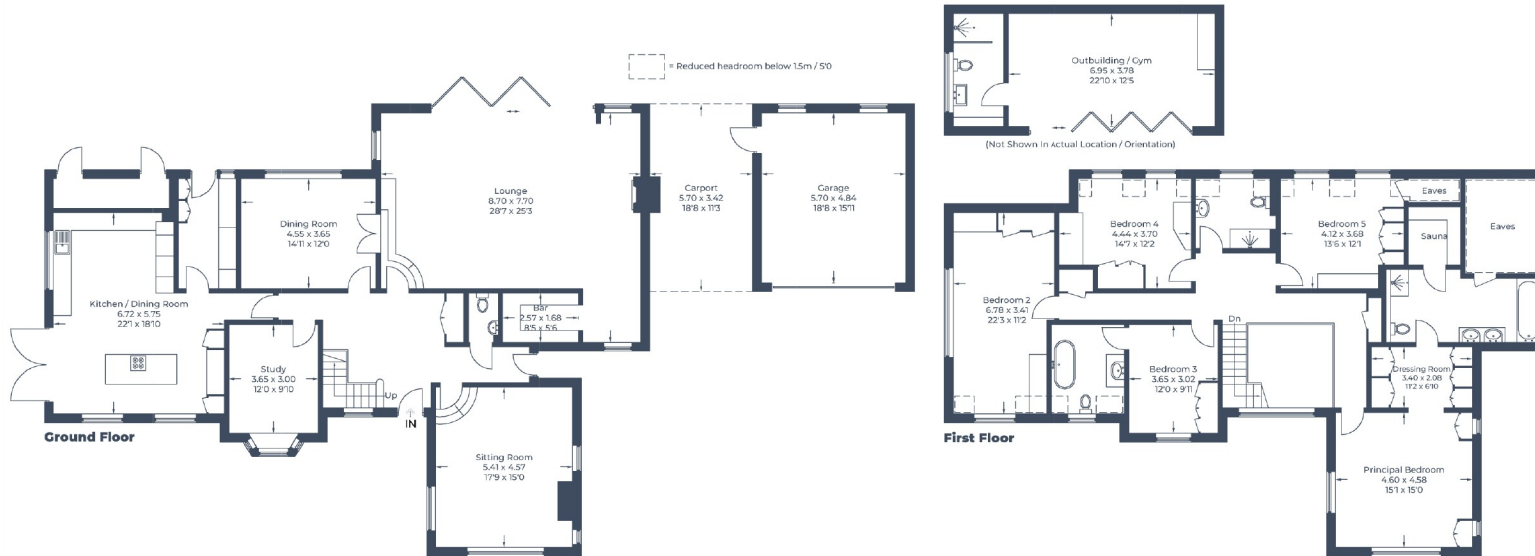 = Reduced headroom below 1.5m / 5'0
Outbuilding / Gym
6.95 x 3.78
22'10 x 12'5
(Not Shown In Actual Location / Orientation)
Lounge
8.70 x 7.70
28'7 x 25'3
Carport
5.70 x 3.42
18'8 x 11'3
Garage
5.70 x 4.84
18'8 x 15'11
Dining Room
4.55 x 3.65
14'11 x 12'0
Kitchen / Dining Room
6.72 x 5.75
22'1 x 18'10
Bar
2.57 x 1.68
8'5 x 5'6
Study
3.65 x 3.00
12'0 x 9'10
Up
IN
Sitting Room
5.41 x 4.57
17'9 x 15'0
Ground Floor
Bedroom 4
4.44 x 3.70
14'7 x 12'2
Bedroom 5
4.12 x 3.68
13'6 x 12'1
Eaves
Sauna
Eaves
Bedroom 2
6.78 x 3.41
22'3 x 11'2
Dn
Bedroom 3
3.65 x 3.02
12'0 x 9'11
Dressing Room
3.40 x 2.08
11'2 x 6'10
Principal Bedroom
4.60 x 4.58
15'1 x 15'0
First Floor